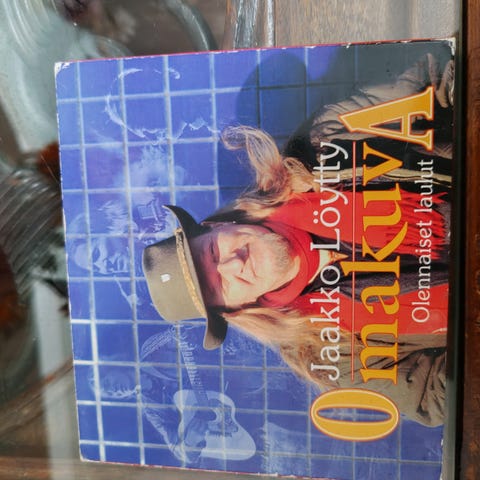 Jaakko Löytty
OmakuvA
Olennaiset laulut